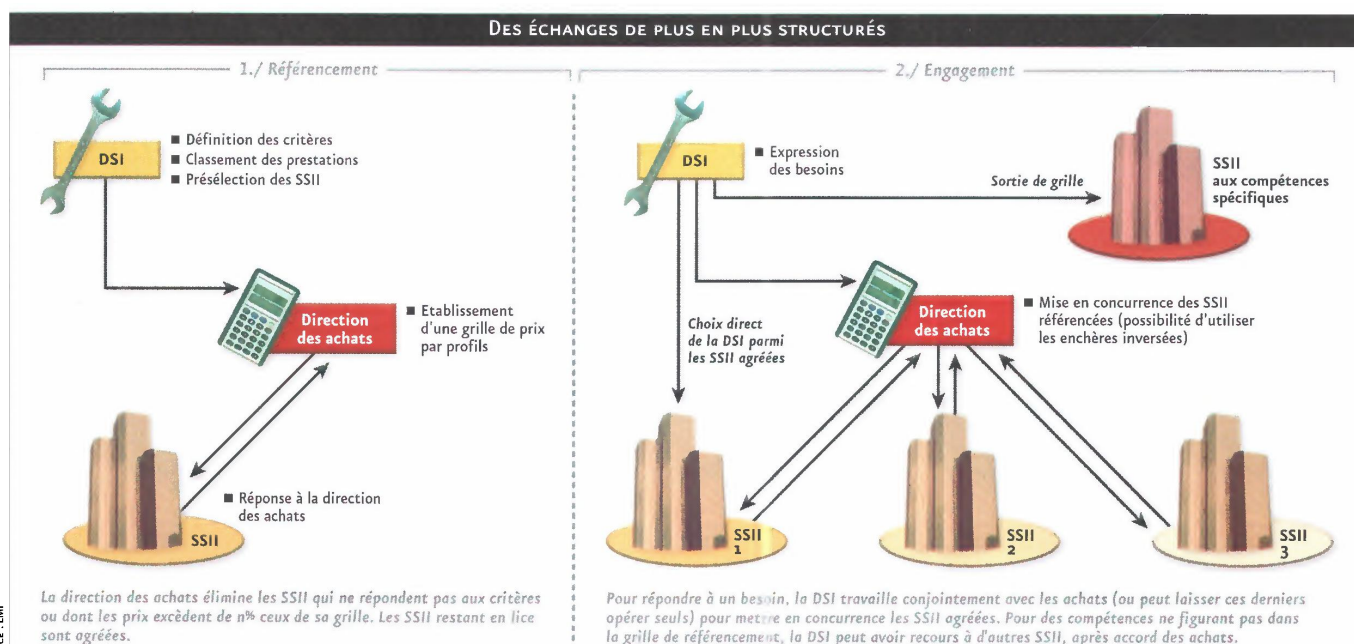 DES ÉCHANGES DE PLUS EN PLUS STRUCTURÉS
1./ Référencement
DSI
■ Définition des critères
■ Classement des prestations
■ Présélection des SSII
Direction
des achats
■ Etablissement
d'une grille de prix
par profils
■ Réponse à la direction
des achats
SSII
La direction des achats élimine les SSII qui ne répondent pas aux critères
ou dont les prix excèdent de n% ceux de sa grille. Les SSII restant en lice
sont agréées.
2./ Engagement
DSI
■ Expression
des besoins
Sortie de grille
SSII
aux compétences
spécifiques
Choix direct
de la DSI parmi
les SSII agréées
Direction
des achats
■ Mise en concurrence des SSII
référencées (possibilité d'utiliser
les enchères inversées)
SSII
1
SSII
2
SSII
3
Pour répondre à un besoin, la DSI travaille conjointement avec les achats (ou peut laisser ces derniers
opérer seuls) pour mettre en concurrence les SSII agréées. Pour des compétences ne figurant pas dans
la grille de référencement, la DSI peut avoir recours à d'autres SSII, après accord des achats.